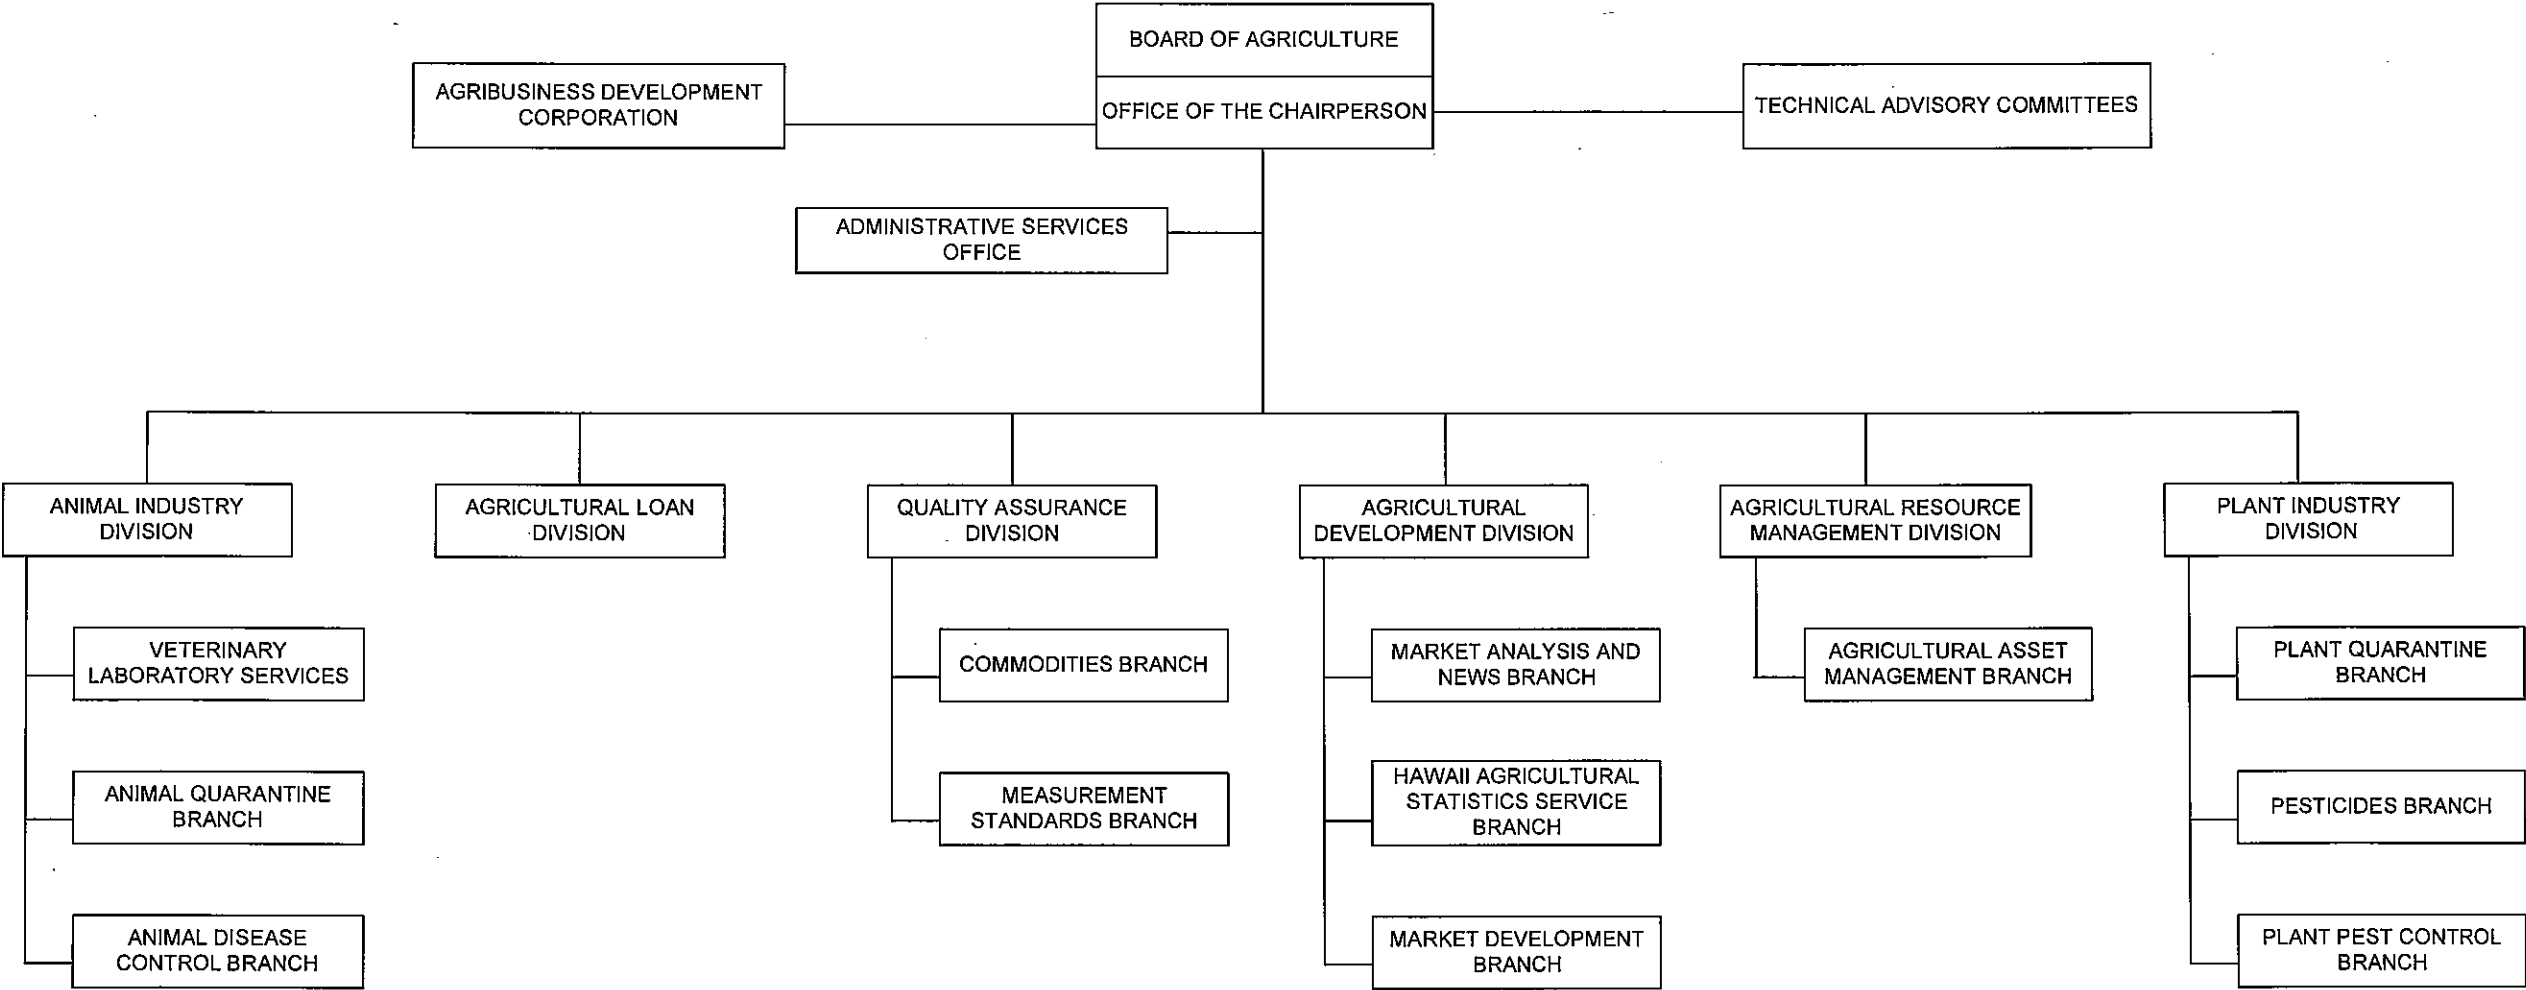 BOARD OF AGRICULTURE
OFFICE OF THE CHAIRPERSON
AGRIBUSINESS DEVELOPMENT
CORPORATION
TECHNICAL ADVISORY COMMITTEES
ADMINISTRATIVE SERVICES
OFFICE
ANIMAL INDUSTRY
DIVISION
AGRICULTURAL LOAN
DIVISION
QUALITY ASSURANCE
DIVISION
AGRICULTURAL
DEVELOPMENT DIVISION
AGRICULTURAL RESOURCE
MANAGEMENT DIVISION
PLANT INDUSTRY
DIVISION
VETERINARY
LABORATORY SERVICES
COMMODITIES BRANCH
MARKET ANALYSIS AND
NEWS BRANCH
AGRICULTURAL ASSET
MANAGEMENT BRANCH
PLANT QUARANTINE
BRANCH
ANIMAL QUARANTINE
BRANCH
MEASUREMENT
STANDARDS BRANCH
HAWAII AGRICULTURAL
STATISTICS SERVICE
BRANCH
PESTICIDES BRANCH
ANIMAL DISEASE
CONTROL BRANCH
MARKET DEVELOPMENT
BRANCH
PLANT PEST CONTROL
BRANCH